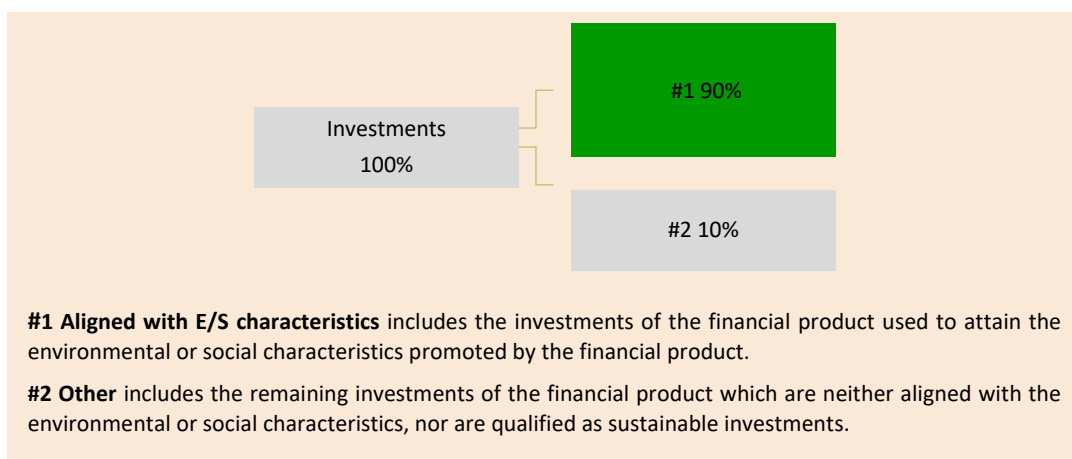 #1 90%
Investments
100%
#2 10%
#1 Aligned with E/S characteristics includes the investments of the financial product used to attain the
environmental or social characteristics promoted by the financial product.
#2 Other includes the remaining investments of the financial product which are neither aligned with the
environmental or social characteristics, nor are qualified as sustainable investments.